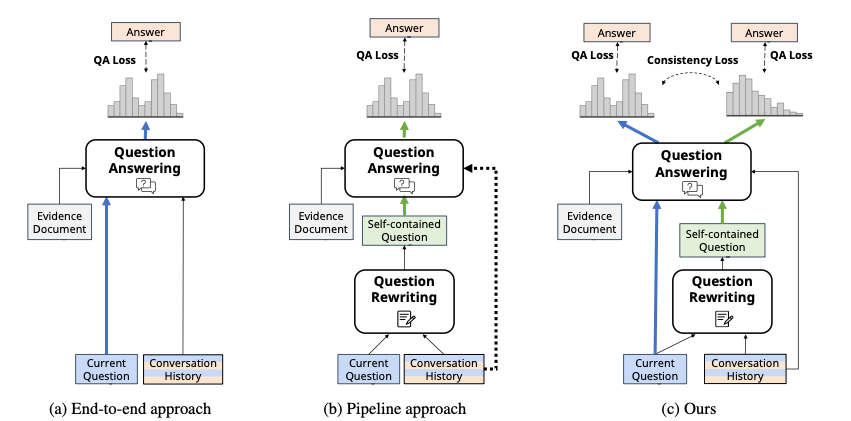 Answer
QA Loss
Question
Answering
?
Evidence
Document
Current
Question
Conversation
History
(a) End-to-end approach
Answer
QA Loss
Question
Answering
?
Evidence
Document
Self-contained
Question
Question
Rewriting
Current
Question
Conversation
History
(b) Pipeline approach
Answer
Answer
QA Loss
Consistency Loss
QA Loss
Question
Answering
?
Evidence
Document
Self-contained
Question
Question
Rewriting
Current
Question
Conversation
History
(c) Ours